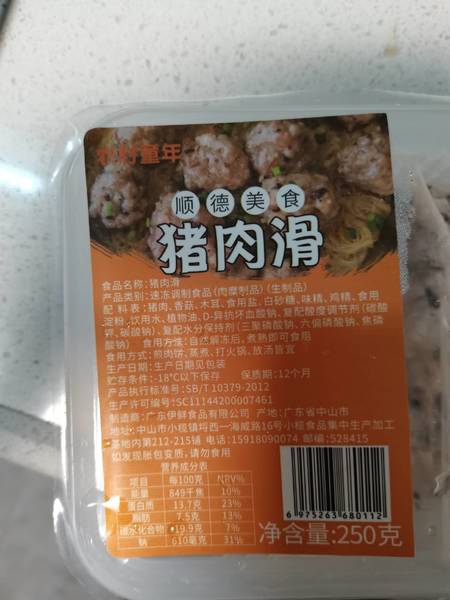 农村童年
顺德美食
猪肉滑
食品名称:猪肉滑
产品类别:速冻调制食品(肉糜制品)(生制品)
配 料 表:猪肉、香菇、木耳、食用盐、白砂糖、味精、鸡精、食用
淀粉、饮用水、植物油、D-异抗坏血酸钠、复配酸度调节剂(碳酸
钾、碳酸钠)、复配水分保持剂(三聚磷酸钠、六偏磷酸钠、焦磷
酸钠) 食用方法:自然解冻后,煮熟即可食用
食用方式:煎肉饼、蒸煮、打火锅、放汤皆宜
生产日期:生产日期见包装
贮存条件:-18℃以下保存 保质期:12个月
产品执行标准号:SB/T 10379-2012
生产许可证编号:SC11144200007461
制造商:广东伊鲜食品有限公司 产地:广东省中山市
地址:中山市小榄镇埒西一海威路16号小榄食品集中生产加工
基地内第212-215铺 电话:15918090074 邮编:528415
如发现胀包变质,请勿食用
营养成分表
项目 每100克 NRV%
能量 849千焦 10%
蛋白质 13.7克 23%
脂肪 7.5克 13%
碳水化合物 19.9克 7%
钠 610毫克 31%
6 975263 680112
净含量:250克